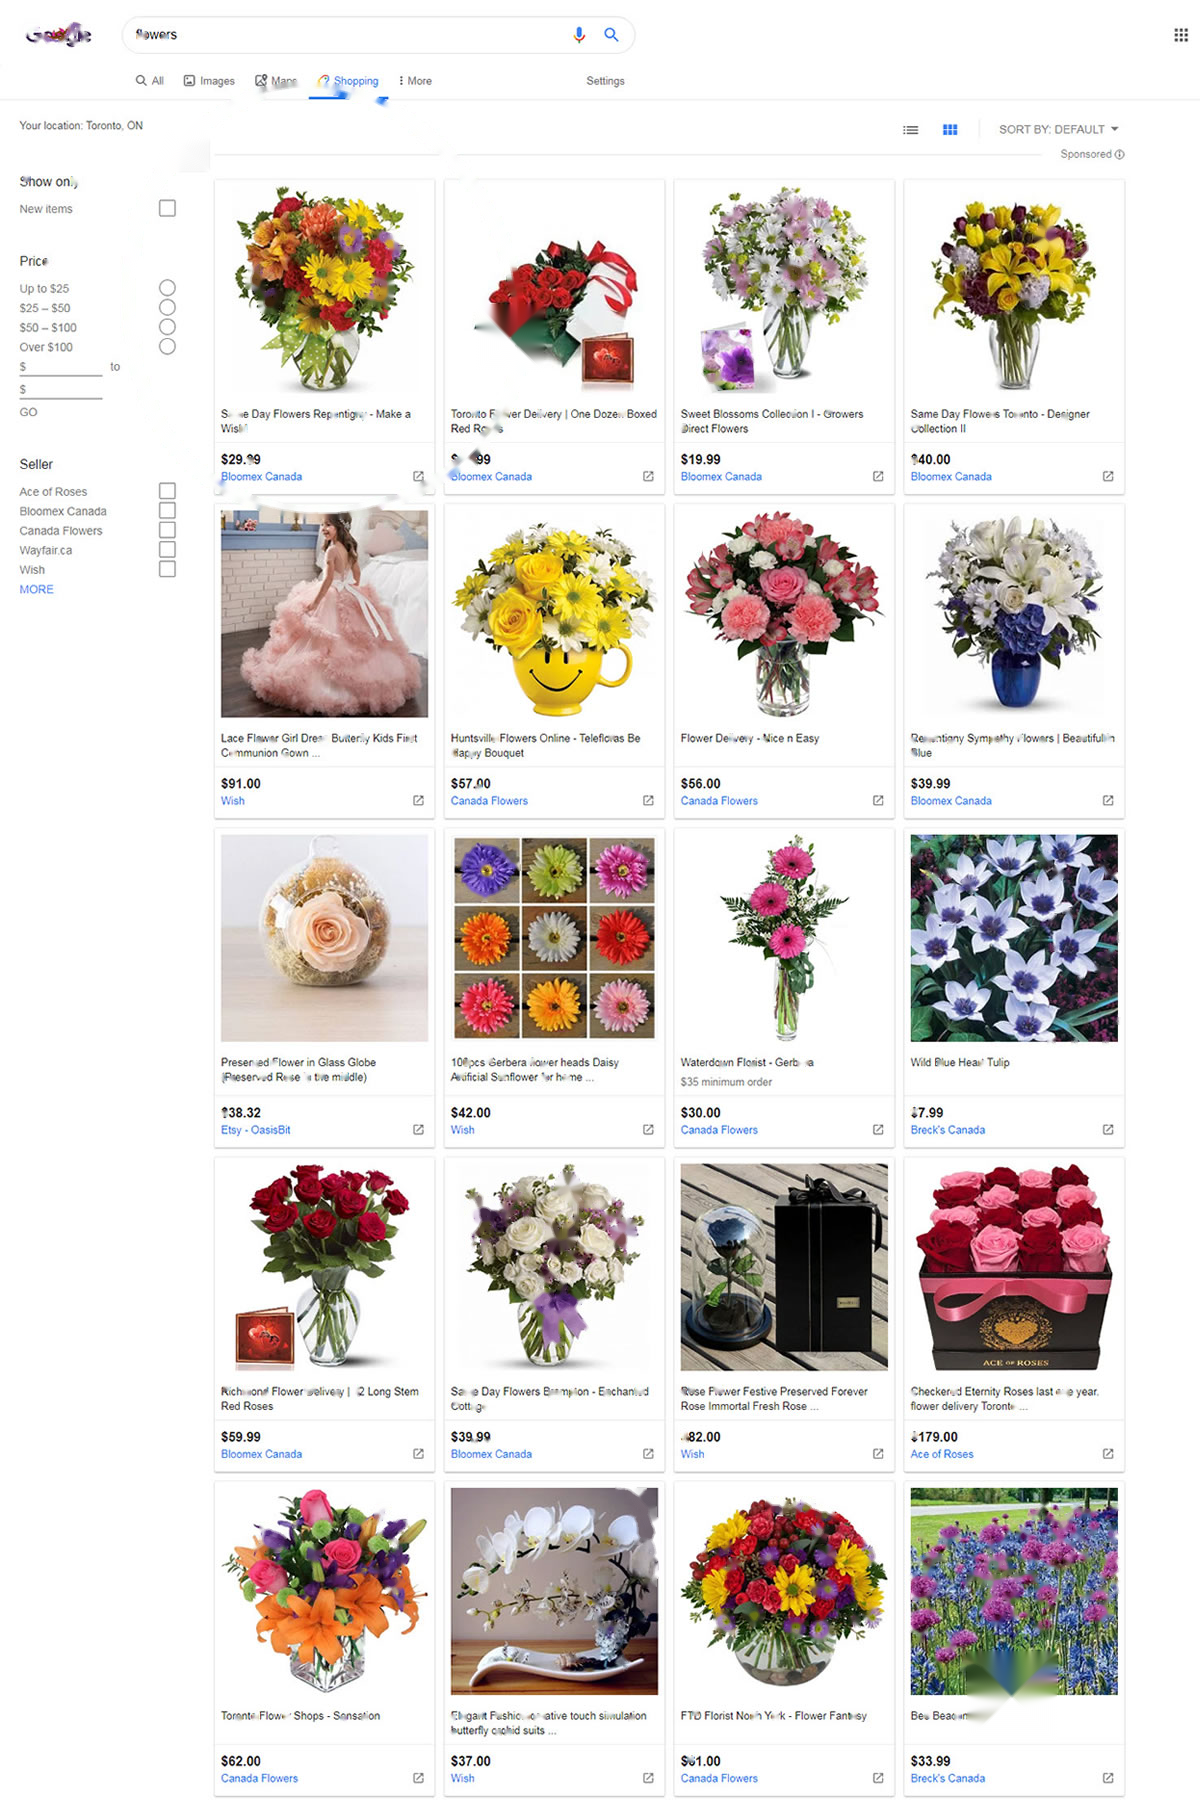 Google
flowers
All Images Maps Shopping More Settings
Your location: Toronto, ON
SORT BY: DEFAULT
Sponsored
Show only
New items
Price
Up to $25
$25 – $50
$50 – $100
Over $100
$ to
$
GO
Seller
Ace of Roses
Bloomex Canada
Canada Flowers
Wayfair.ca
Wish
MORE
Same Day Flowers Repentigny - Make a
Wish!
$29.99
Bloomex Canada
Toronto Flower Delivery | One Dozen Boxed
Red Roses
Bloomex Canada
Sweet Blossoms Collection I - Growers
Direct Flowers
$19.99
Bloomex Canada
Same Day Flowers Toronto - Designer
Collection II
$40.00
Bloomex Canada
Lace Flower Girl Dress Butterfly Kids First
Communion Gown ...
$91.00
Wish
Huntsville Flowers Online - Teleflora's Be
Happy Bouquet
$57.00
Canada Flowers
Flower Delivery - Nice n Easy
$56.00
Canada Flowers
Repentigny Sympathy Flowers | Beautiful in
Blue
$39.99
Bloomex Canada
Preserved Flower in Glass Globe
(Preserved Rose in the middle)
$38.32
Etsy - OasisBit
100pcs Gerbera flower heads Daisy
Artificial Sunflower for home ...
$42.00
Wish
Waterdown Florist - Gerbera
$35 minimum order
$30.00
Canada Flowers
Wild Blue Heart Tulip
$7.99
Breck's Canada
Richmond Flower Delivery | 12 Long Stem
Red Roses
$59.99
Bloomex Canada
Same Day Flowers Brampton - Enchanted
Cottage
$39.99
Bloomex Canada
Rose Flower Festive Preserved Forever
Rose Immortal Fresh Rose ...
$82.00
Wish
ACE OF ROSES
Checkered Eternity Roses last one year.
flower delivery Toronto ...
$179.00
Ace of Roses
Toronto Flower Shops - Sensation
$62.00
Canada Flowers
Elegant Fashion creative touch simulation
butterfly orchid suits ...
$37.00
Wish
FTD Florist North York - Flower Fantasy
$61.00
Canada Flowers
Bee
$33.99
Breck's Canada